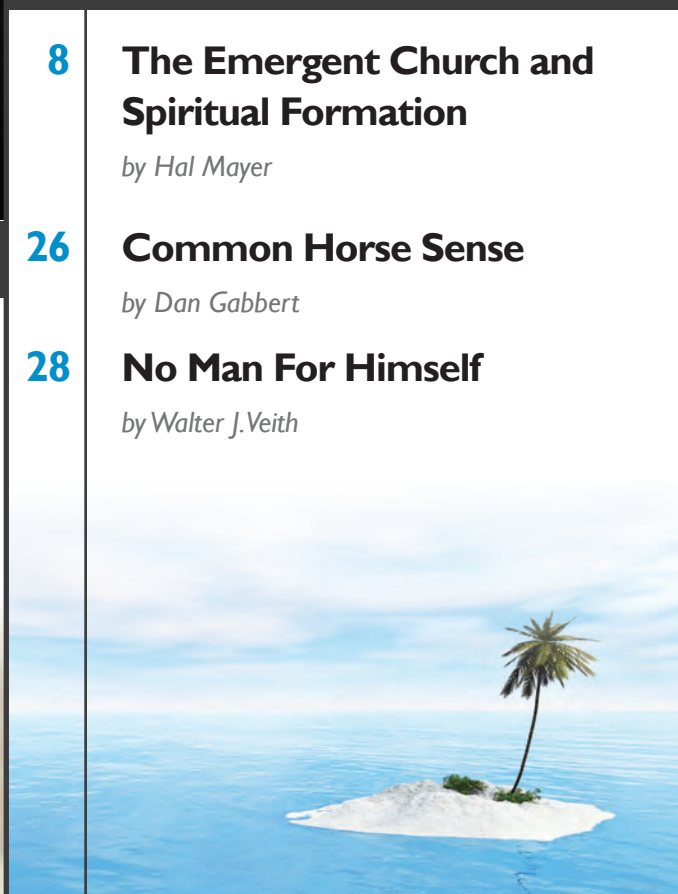 8 The Emergent Church and
Spiritual Formation
by Hal Mayer
26 Common Horse Sense
by Dan Gabbert
28 No Man For Himself
by Walter J. Veith